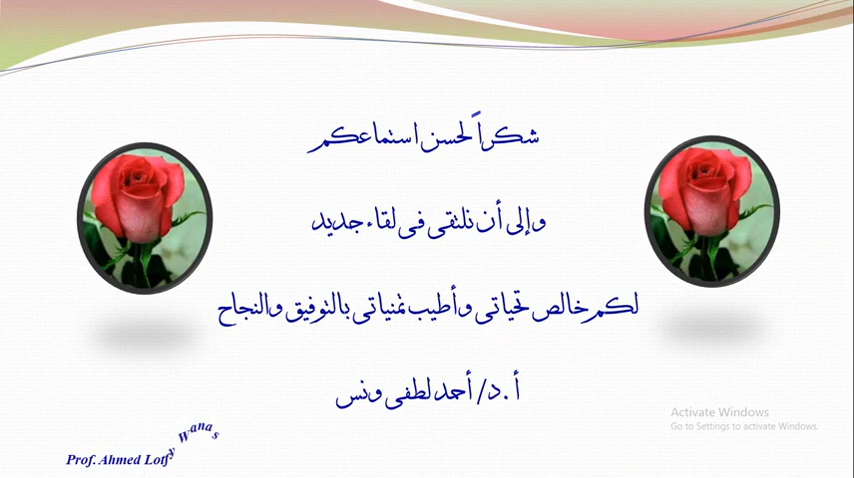 شكراً لحسن استماعكم
وإلى أن نلتقى فى لقاء جديد
لكم خالص تحياتى وأطيب تمنياتى بالتوفيق والنجاح
أ.د/ أحمد لطفى ونس
Activate Windows
Go to Settings to activate Windows.
Prof. Ahmed Lotfy Wanas